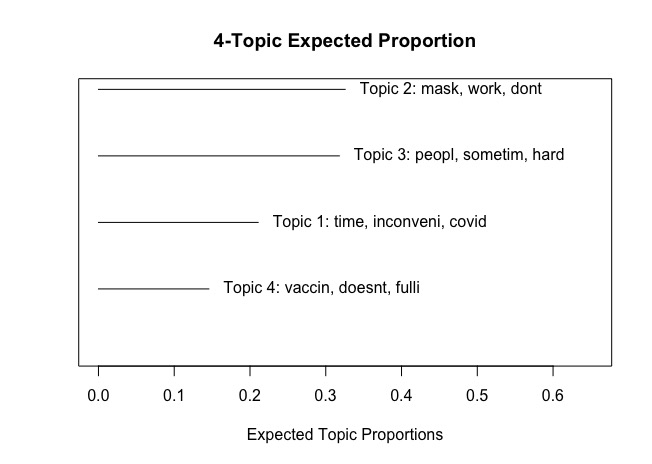 4-Topic Expected Proportion
Topic 2: mask, work, dont
Topic 3: peopl, sometim, hard
Topic 1: time, inconveni, covid
Topic 4: vaccin, doesnt, fulli
0.0 0.1 0.2 0.3 0.4 0.5 0.6
Expected Topic Proportions